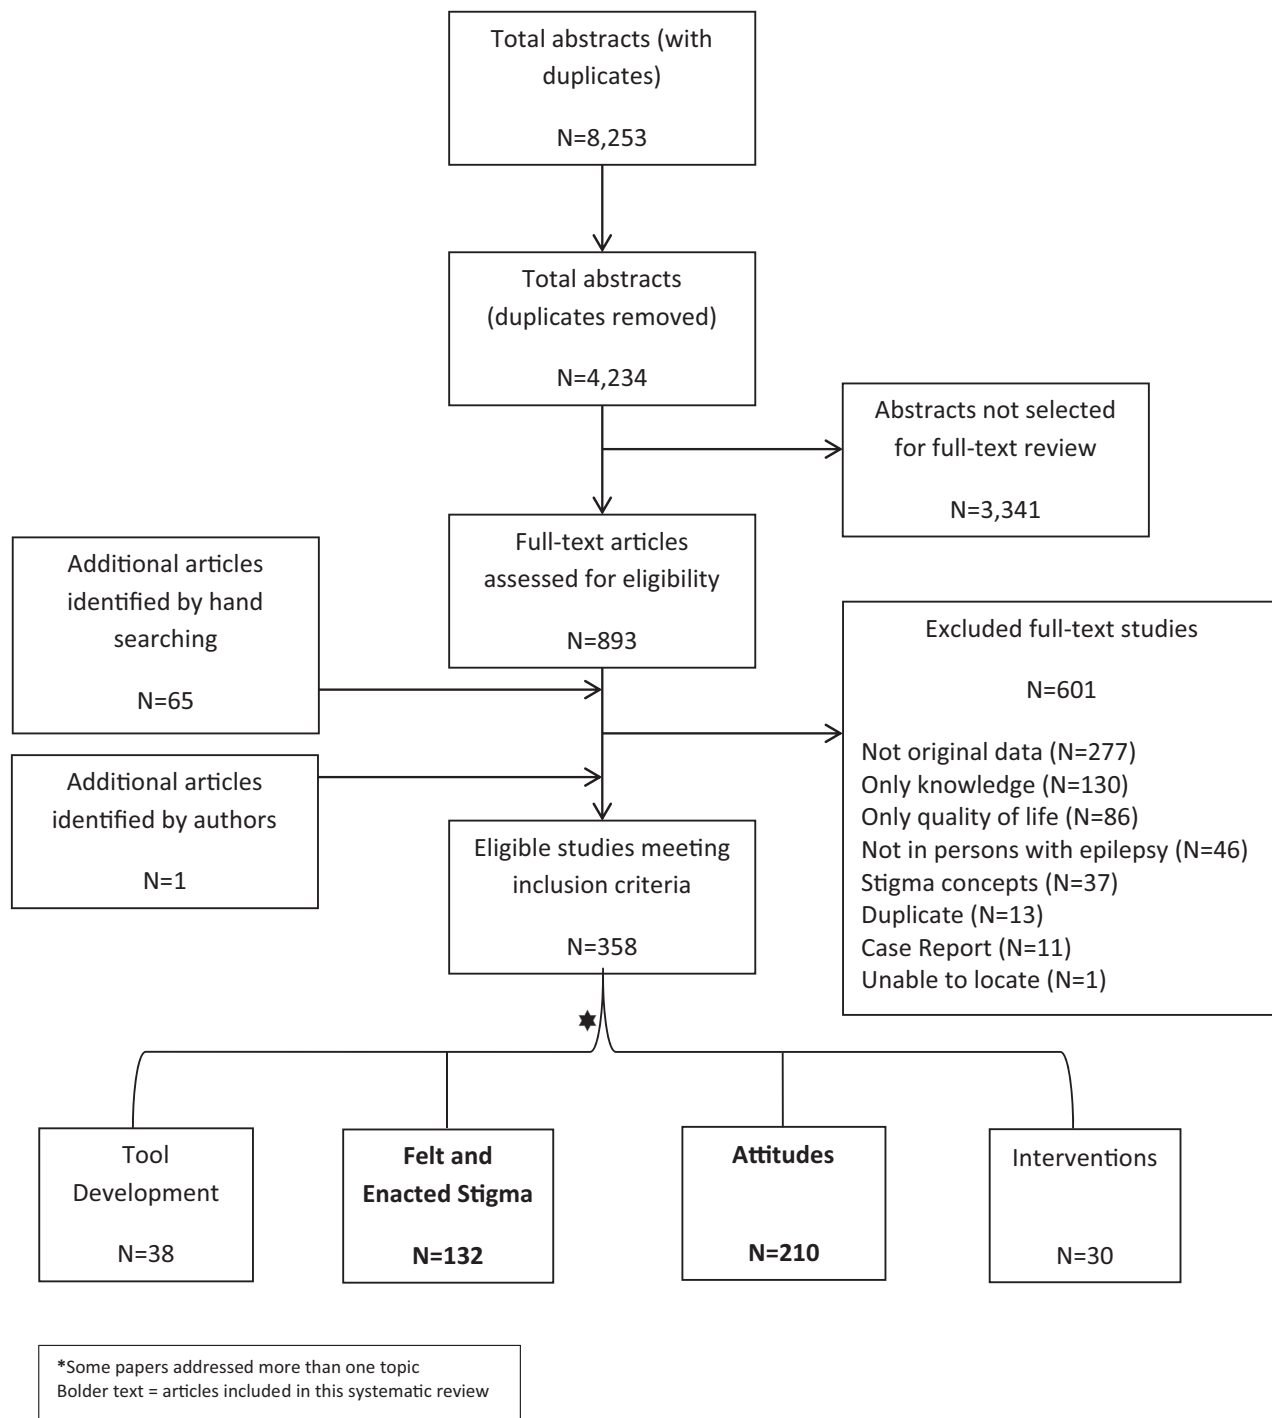 Total abstracts (with
duplicates)
N=8,253
Total abstracts
(duplicates removed)
N=4,234
Abstracts not selected
for full-text review
N=3,341
Full-text articles
assessed for eligibility
N=893
Additional articles
identified by hand
searching
N=65
Excluded full-text studies
N=601
Not original data (N=277)
Only knowledge (N=130)
Only quality of life (N=86)
Not in persons with epilepsy (N=46)
Stigma concepts (N=37)
Duplicate (N=13)
Case Report (N=11)
Unable to locate (N=1)
Additional articles
identified by authors
N=1
Eligible studies meeting
inclusion criteria
N=358
Tool
Development
N=38
Felt and
Enacted Stigma
N=132
Attitudes
N=210
Interventions
N=30
*Some papers addressed more than one topic
Bolder text = articles included in this systematic review